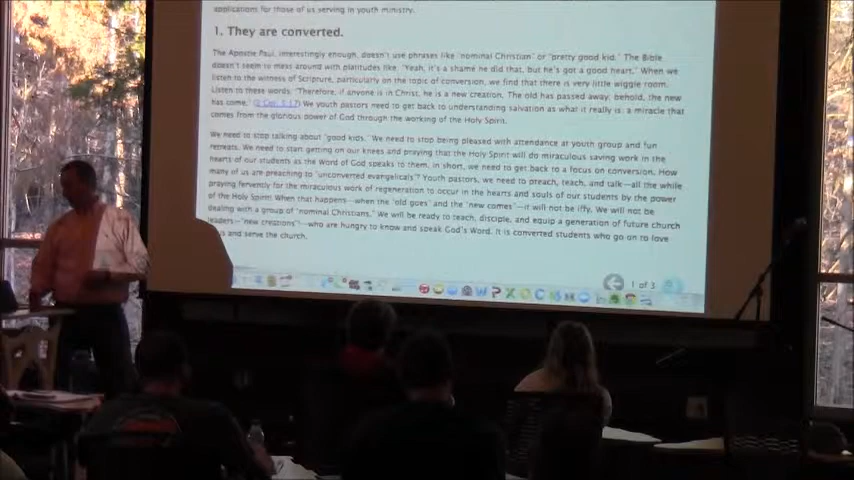 applications for those of us serving in youth ministry.
1. They are converted.
The Apostle Paul, interestingly enough, doesn't use phrases like "nominal Christian" or "pretty good kid." The Bible
doesn't seem to mess around with platitudes like: "Yeah, it's a shame he did that, but he's got a good heart." When we
listen to the witness of Scripture, particularly on the topic of conversion, we find that there is very little wiggle room.
Listen to these words: "Therefore, if anyone is in Christ, he is a new creation. The old has passed away; behold, the new
has come." (2 Cor. 5:17) We youth pastors need to get back to understanding salvation as what it really is: a miracle that
comes from the glorious power of God through the working of the Holy Spirit.
We need to stop talking about "good kids." We need to stop being pleased with attendance at youth group and fun
retreats. We need to start getting on our knees and praying that the Holy Spirit will do miraculous saving work in the
hearts of our students as the Word of God speaks to them. In short, we need to get back to a focus on conversion. How
many of us are preaching to "unconverted evangelicals"? Youth pastors, we need to preach, teach, and talk—all the while
praying fervently for the miraculous work of regeneration to occur in the hearts and souls of our students by the power
of the Holy Spirit! When that happens—when the "old goes" and the "new comes"—it will not be iffy. We will not be
dealing with a group of "nominal Christians." We will be ready to teach, disciple, and equip a generation of future church
leaders—"new creations"!—who are hungry to know and speak God's Word. It is converted students who go on to love
and serve the church.
1 of 3